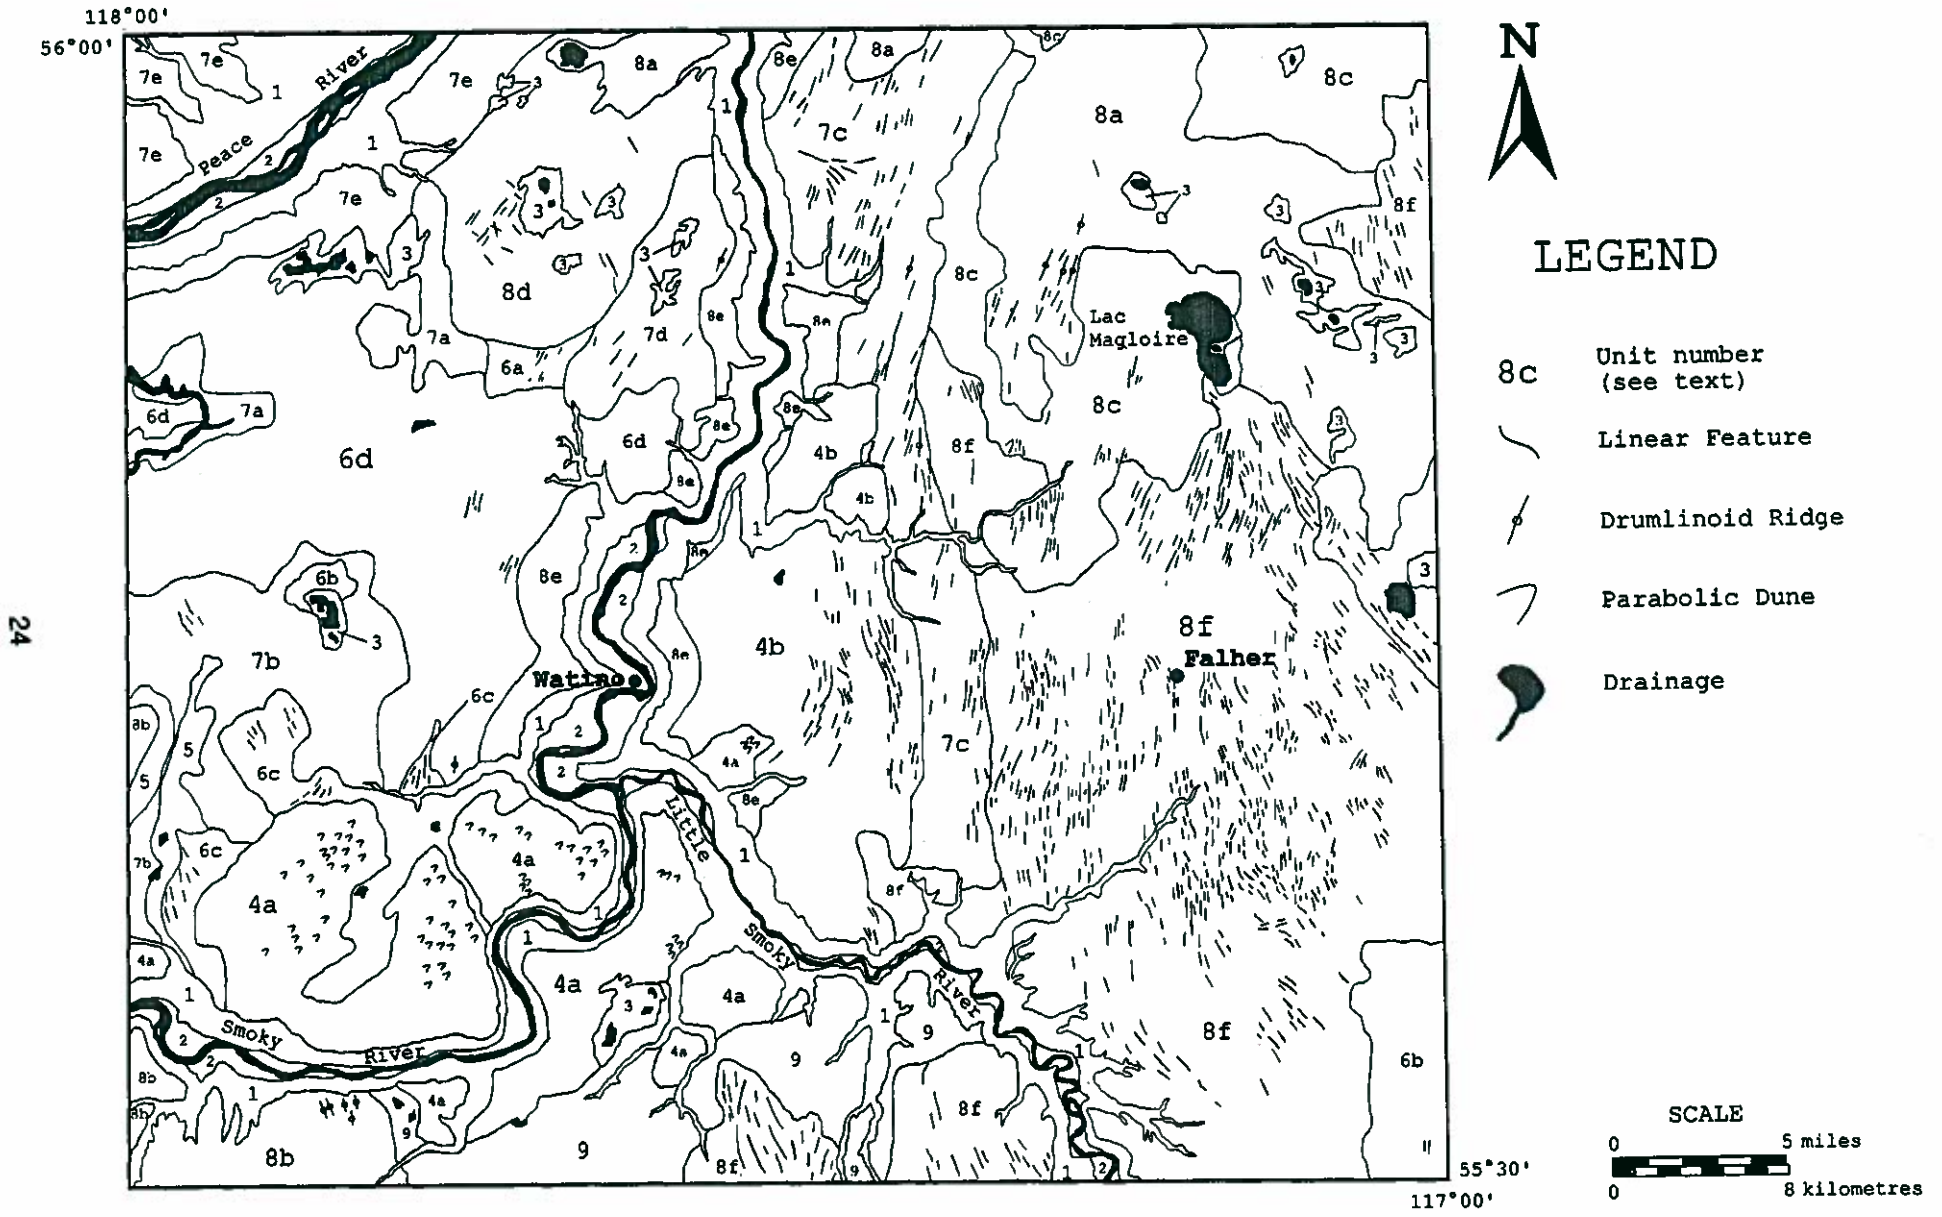 118°00'
56°00'
7e
7e
1
River
7e
3
8a
8e
8a
8c
8c
1
7c
8a
8f
Peace
2
1
7e
2
7e
3
3
3
3
8f
3
3
3
1
8c
8d
3
Lac
Magloire
8e
7d
7a
6a
3
3
6d
7a
8e
6d
8c
3
6d
4b
8f
8e
4b
1
2
8e
6b
3
2
3
7b
8e
4b
8f
Falher
Watino
6c
8b
5
1
2
7c
5
6c
2
4a
8e
Little
6c
7b
4a
1
4a
8f
1
1
Smoky
4a
4a
3
4a
River
1
1
9
8f
6b
Smoky
River
2
2
4a
9
1
8b
1
4a
8b
9
8f
8b
9
8f
9
1
2
55°30'
117°00'
N
LEGEND
8c
Unit number
(see text)
Linear Feature
Drumlinoid Ridge
Parabolic Dune
Drainage
SCALE
0
5 miles
0
8 kilometres
24